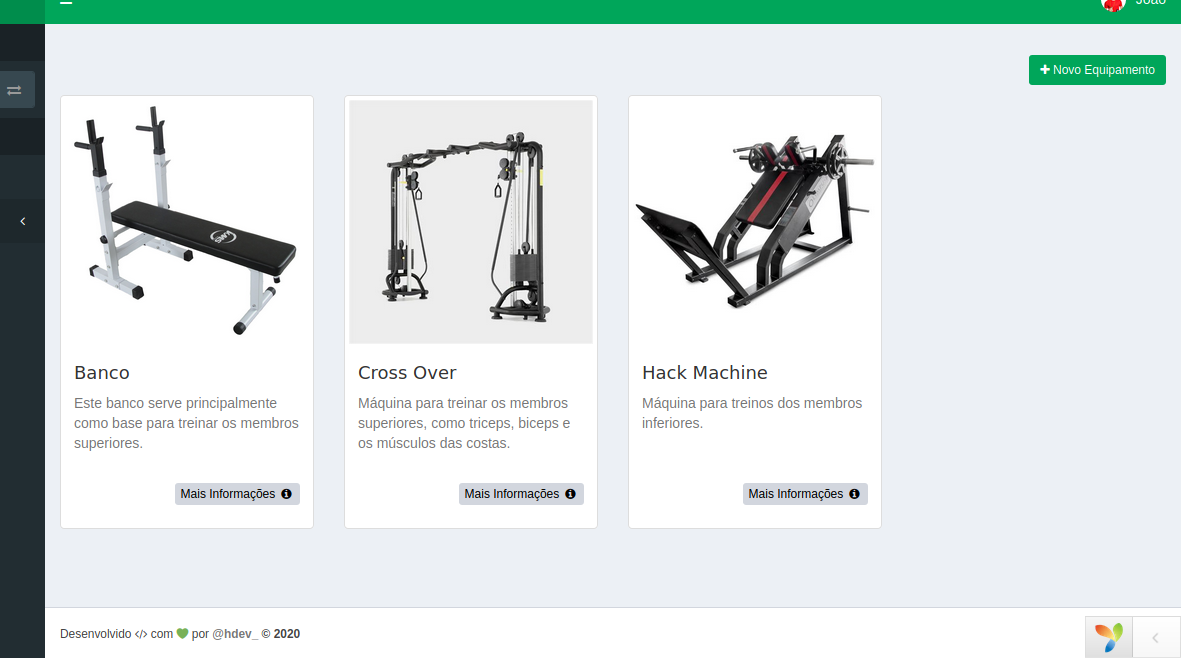 João
Novo Equipamento
KAWS
Banco
Este banco serve principalmente
como base para treinar os membros
superiores.
Mais Informações
Cross Over
Máquina para treinar os membros
superiores, como triceps, biceps e
os músculos das costas.
Mais Informações
Hack Machine
Máquina para treinos dos membros
inferiores.
Mais Informações
Desenvolvido </> com por @hdev_ © 2020